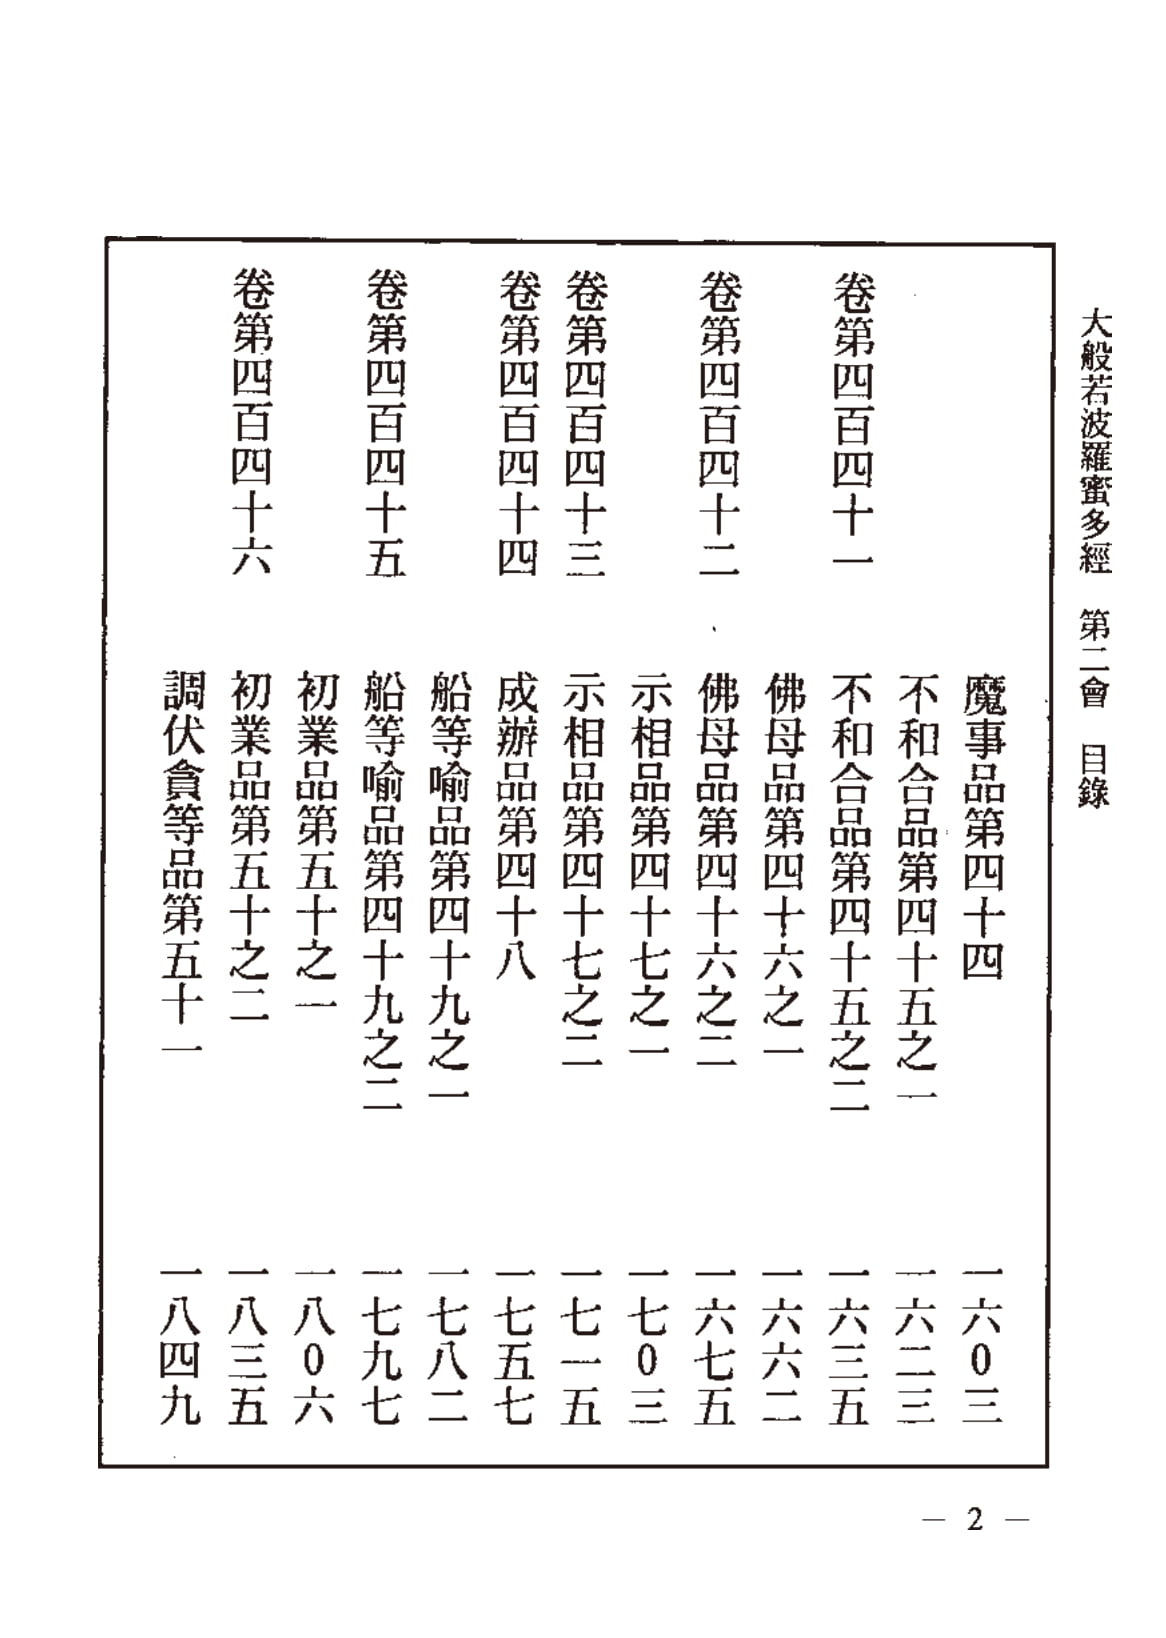 大般若波羅蜜多經　第二會　目錄
魔事品第四十四　一六0三
不和合品第四十五之一　一六二三
卷第四百四十一　不和合品第四十五之二　一六三五
佛母品第四十六之一　一六六二
卷第四百四十二　佛母品第四十六之二　一六七五
示相品第四十七之一　一七0三
卷第四百四十三　示相品第四十七之二　一七一五
卷第四百四十四　成辦品第四十八　一七五七
船等喻品第四十九之一　一七八二
卷第四百四十五　船等喻品第四十九之二　一七九七
初業品第五十之一　一八0六
卷第四百四十六　初業品第五十之二　一八三五
調伏貪等品第五十一　一八四九
— 2 —